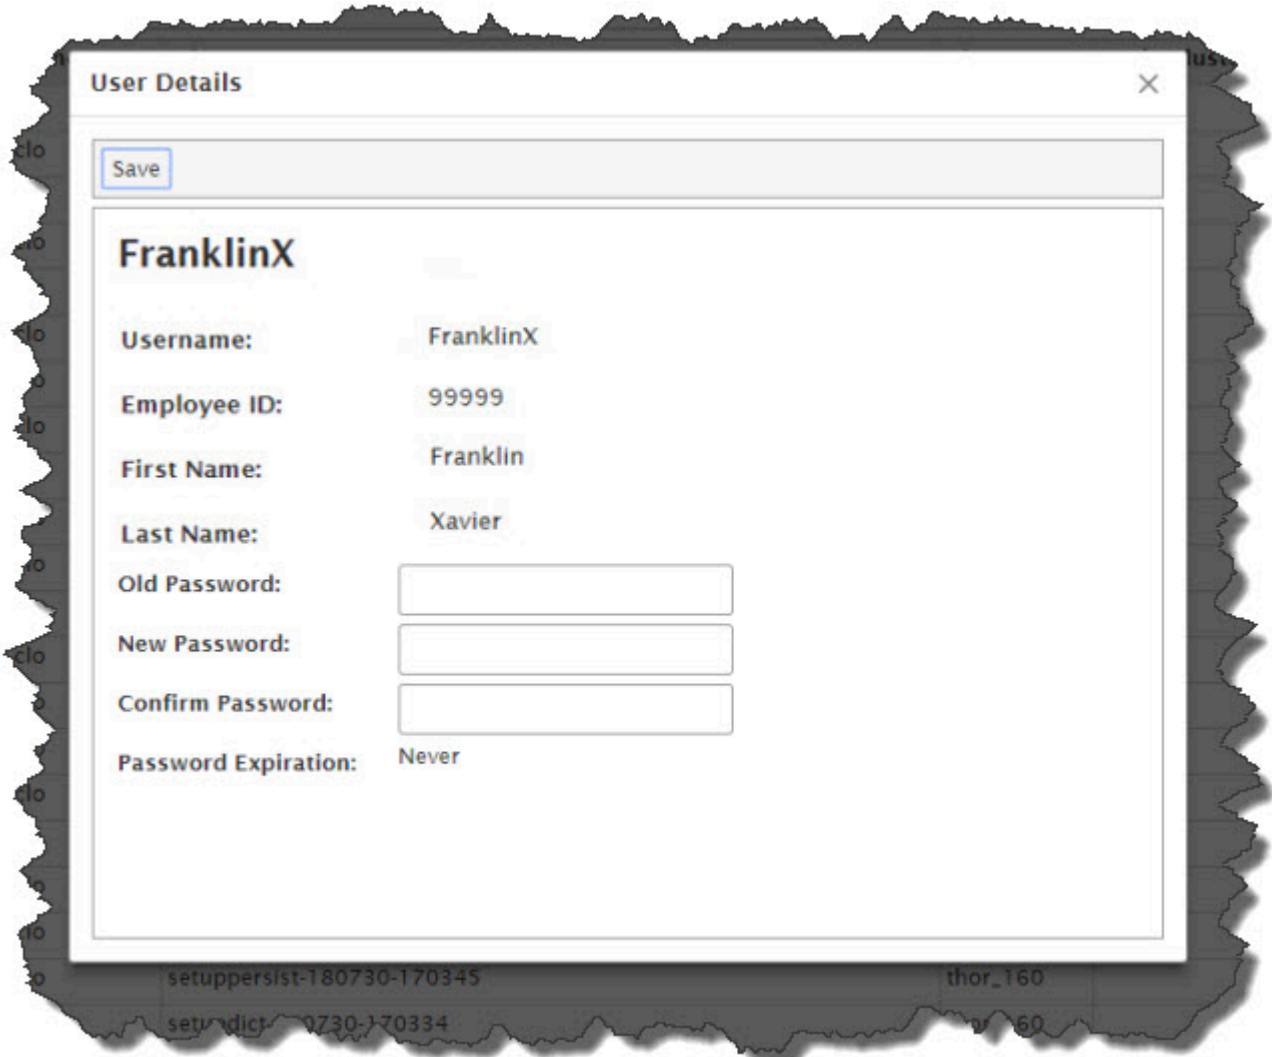 User Details
Save
FranklinX
Username: FranklinX
Employee ID: 99999
First Name: Franklin
Last Name: Xavier
Old Password:
New Password:
Confirm Password:
Password Expiration: Never
setuppersist-180730-170345 thor_160